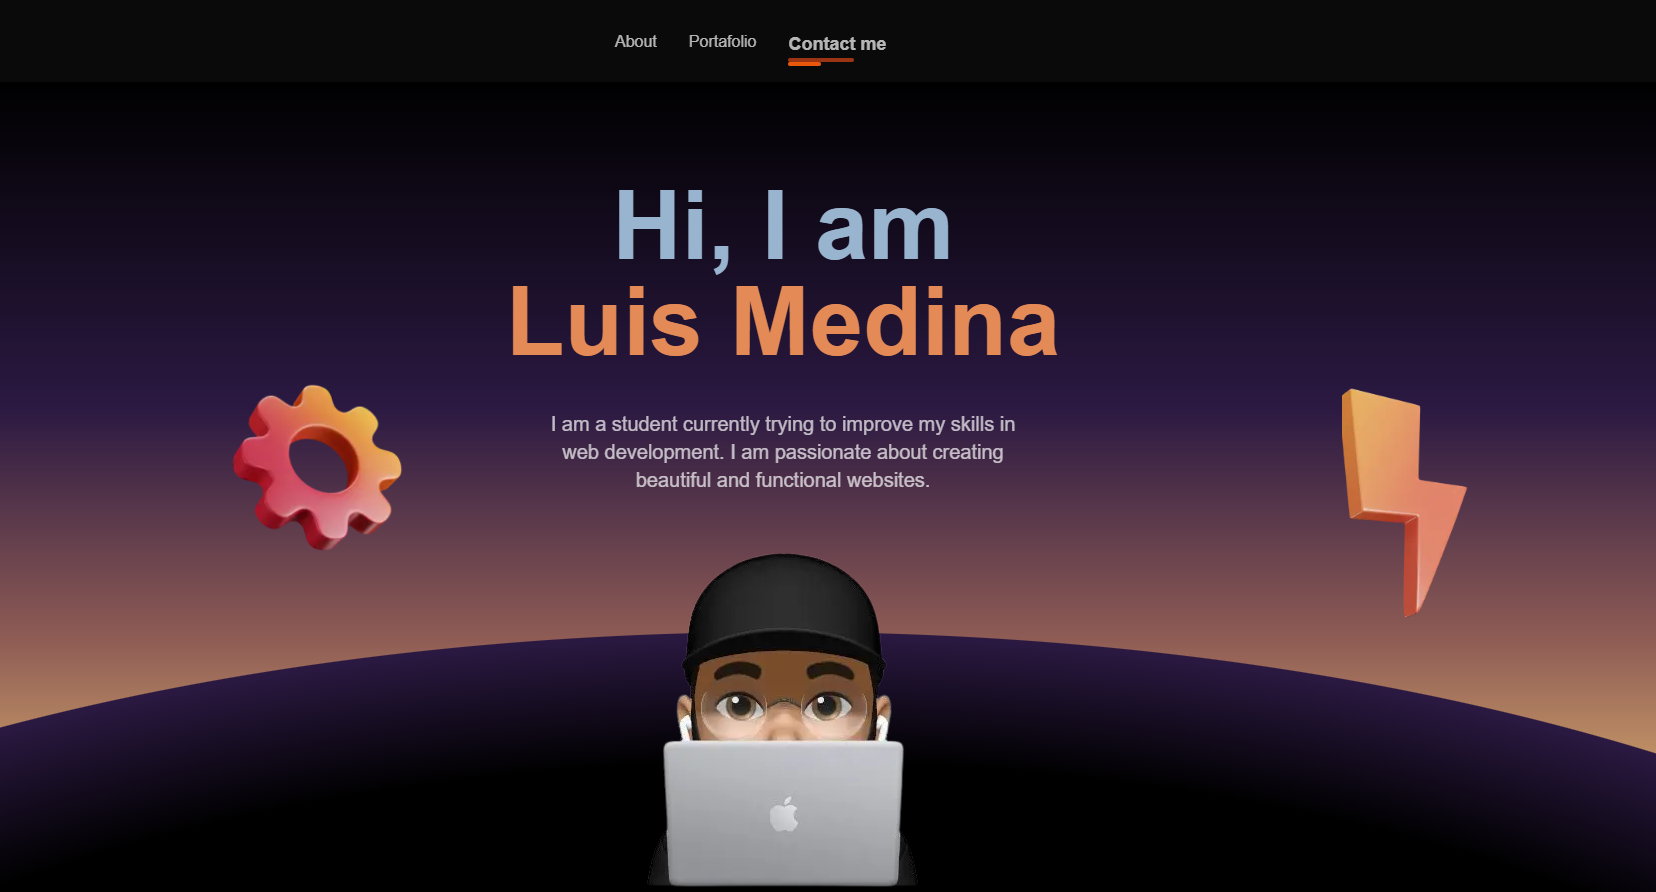 About Portafolio Contact me
Hi, I am
Luis Medina
I am a student currently trying to improve my skills in
web development. I am passionate about creating
beautiful and functional websites.